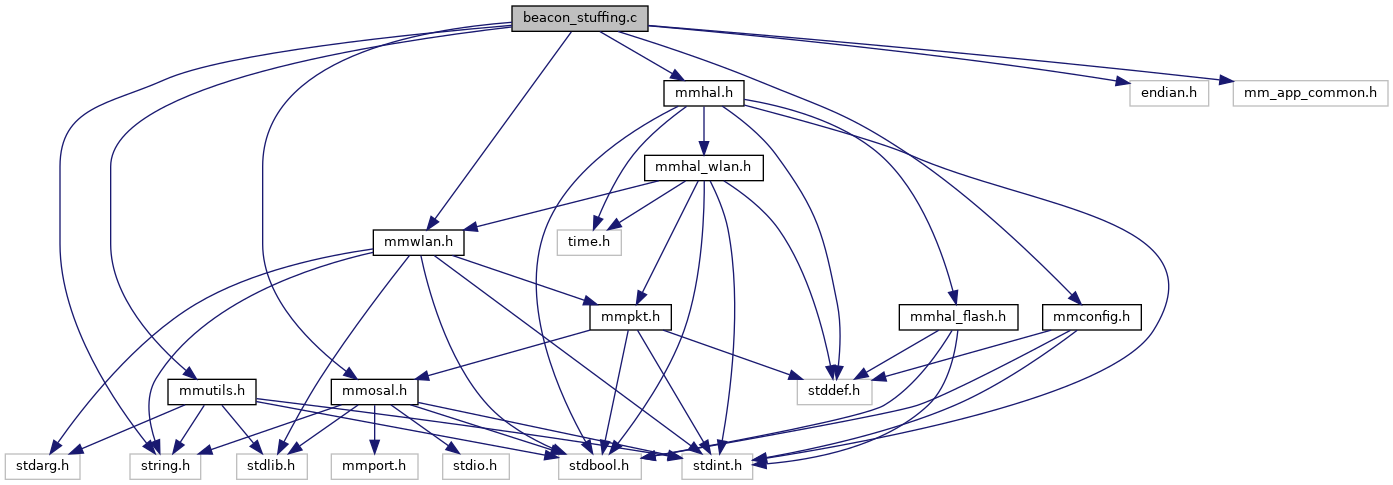 beacon_stuffing.c
mmhal.h
endian.h
mm_app_common.h
mmhal_wlan.h
mmwlan.h
time.h
mmpkt.h
mmhal_flash.h
mmconfig.h
mmutils.h
mmosal.h
stddef.h
stdarg.h
string.h
stdlib.h
mmport.h
stdio.h
stdbool.h
stdint.h